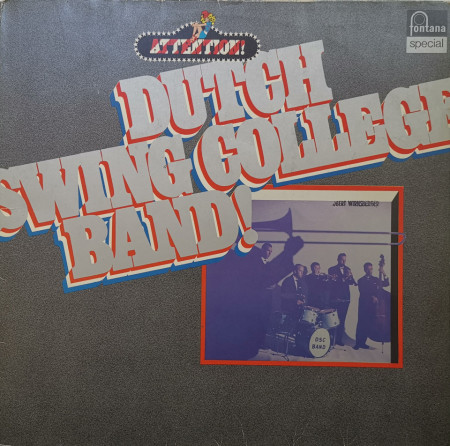 ATTENTION!
fontana
special
DUTCH
SWING COLLEGE
BAND!
DSC
BAND